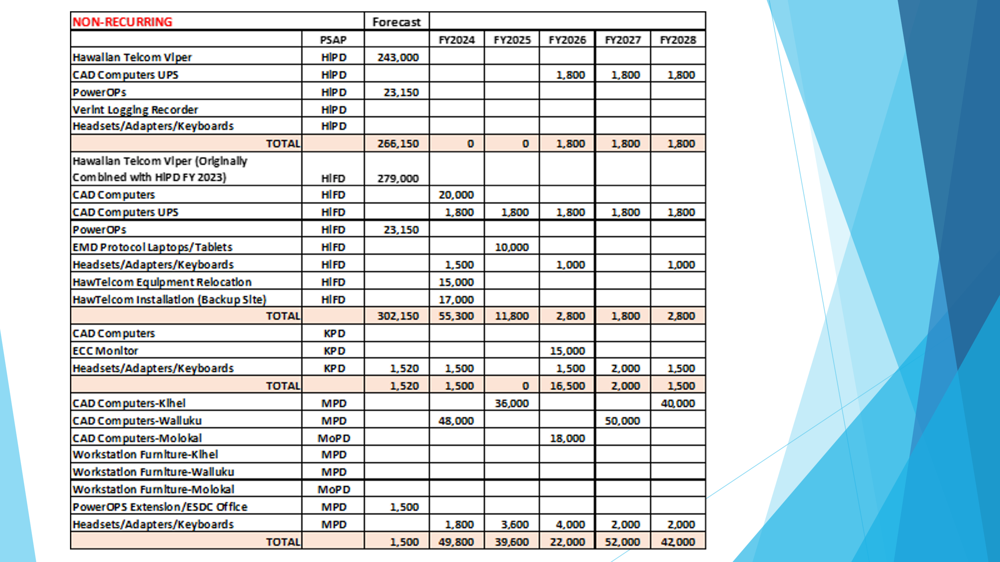 NON-RECURRING Forecast
PSAP FY2024 FY2025 FY2026 FY2027 FY2028
Hawaiian Telcom Viper HIPD 243,000
CAD Computers UPS HIPD 1,800 1,800 1,800
PowerOPs HIPD 23,150
Verint Logging Recorder HIPD
Headsets/Adapters/Keyboards HIPD
TOTAL 266,150 0 0 1,800 1,800 1,800
Hawaiian Telcom Viper (Originally
Combined with HIPD FY 2023) HIFD 279,000
CAD Computers HIFD 20,000
CAD Computers UPS HIFD 1,800 1,800 1,800 1,800 1,800
PowerOPs HIFD 23,150
EMD Protocol Laptops/Tablets HIFD 10,000
Headsets/Adapters/Keyboards HIFD 1,500 1,000 1,000
HawTelcom Equipment Relocation HIFD 15,000
HawTelcom Installation (Backup Site) HIFD 17,000
TOTAL 302,150 55,300 11,800 2,800 1,800 2,800
CAD Computers KPD
ECC Monitor KPD 15,000
Headsets/Adapters/Keyboards KPD 1,520 1,500 1,500 2,000 1,500
TOTAL 1,520 1,500 0 16,500 2,000 1,500
CAD Computers-Kihei MPD 36,000 40,000
CAD Computers-Wailuku MPD 48,000 50,000
CAD Computers-Molokai MoPD 18,000
Workstation Furniture-Kihei MPD
Workstation Furniture-Wailuku MPD
Workstation Furniture-Molokai MoPD
PowerOPS Extension/ESDC Office MPD 1,500
Headsets/Adapters/Keyboards MPD 1,800 3,600 4,000 2,000 2,000
TOTAL 1,500 49,800 39,600 22,000 52,000 42,000